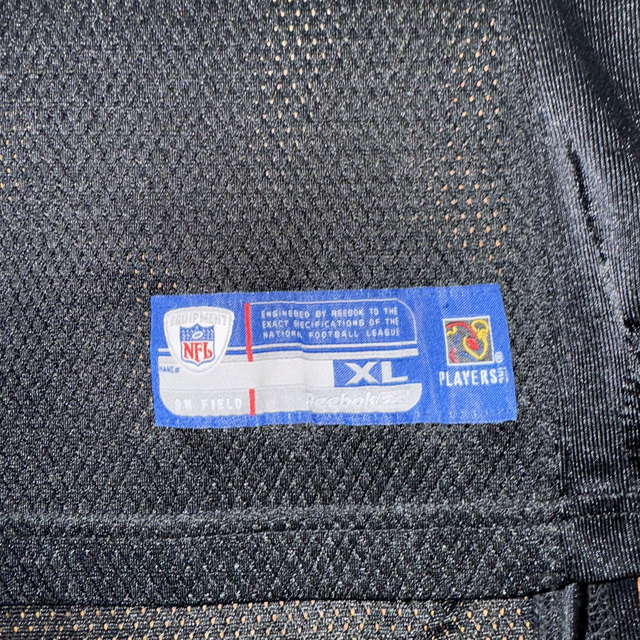 EQUIPMENT
NFL
ENGINEERED BY REEBOK TO THE
EXACT SPECIFICATIONS OF THE
NATIONAL FOOTBALL LEAGUE
XL
ON FIELD
Reebok
®
PLAYERS